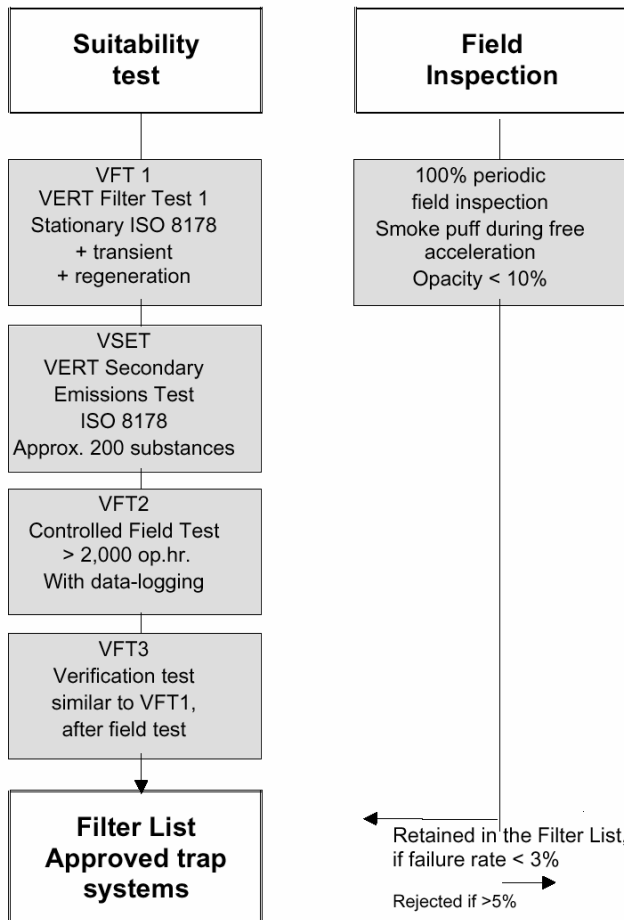 Suitability
test
VFT 1
VERT Filter Test 1
Stationary ISO 8178
+ transient
+ regeneration
VSET
VERT Secondary
Emissions Test
ISO 8178
Approx. 200 substances
VFT2
Controlled Field Test
> 2,000 op.hr.
With data-logging
VFT3
Verification test
similar to VFT1,
after field test
Filter List
Approved trap
systems
Field
Inspection
100% periodic
field inspection
Smoke puff during free
acceleration
Opacity < 10%
Retained in the Filter List,
if failure rate < 3%
Rejected if >5%